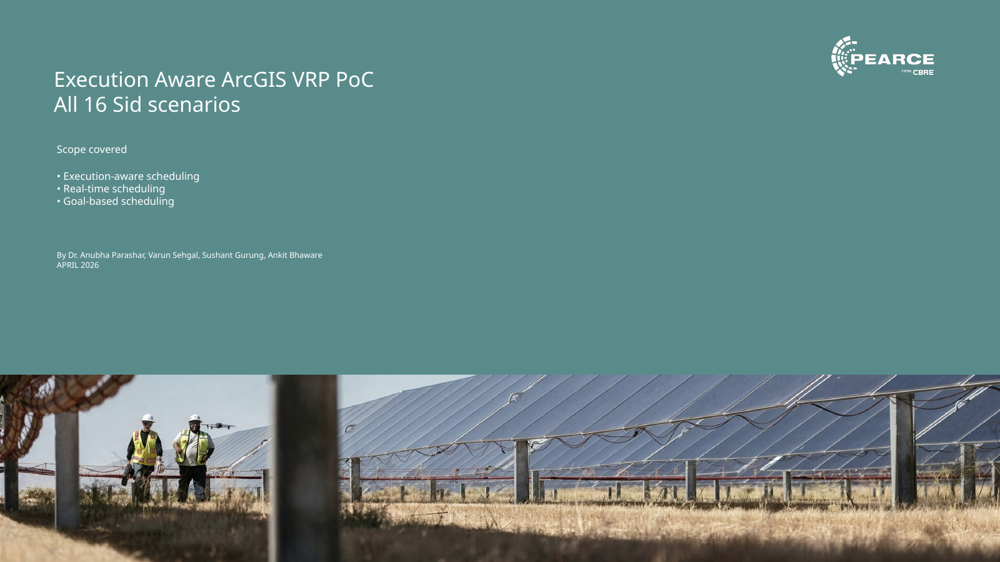 PEARCE
FROM CBRE
Execution Aware ArcGIS VRP PoC
All 16 Sid scenarios
Scope covered
• Execution-aware scheduling
• Real-time scheduling
• Goal-based scheduling
By Dr. Anubha Parashar, Varun Sehgal, Sushant Gurung, Ankit Bhaware
APRIL 2026